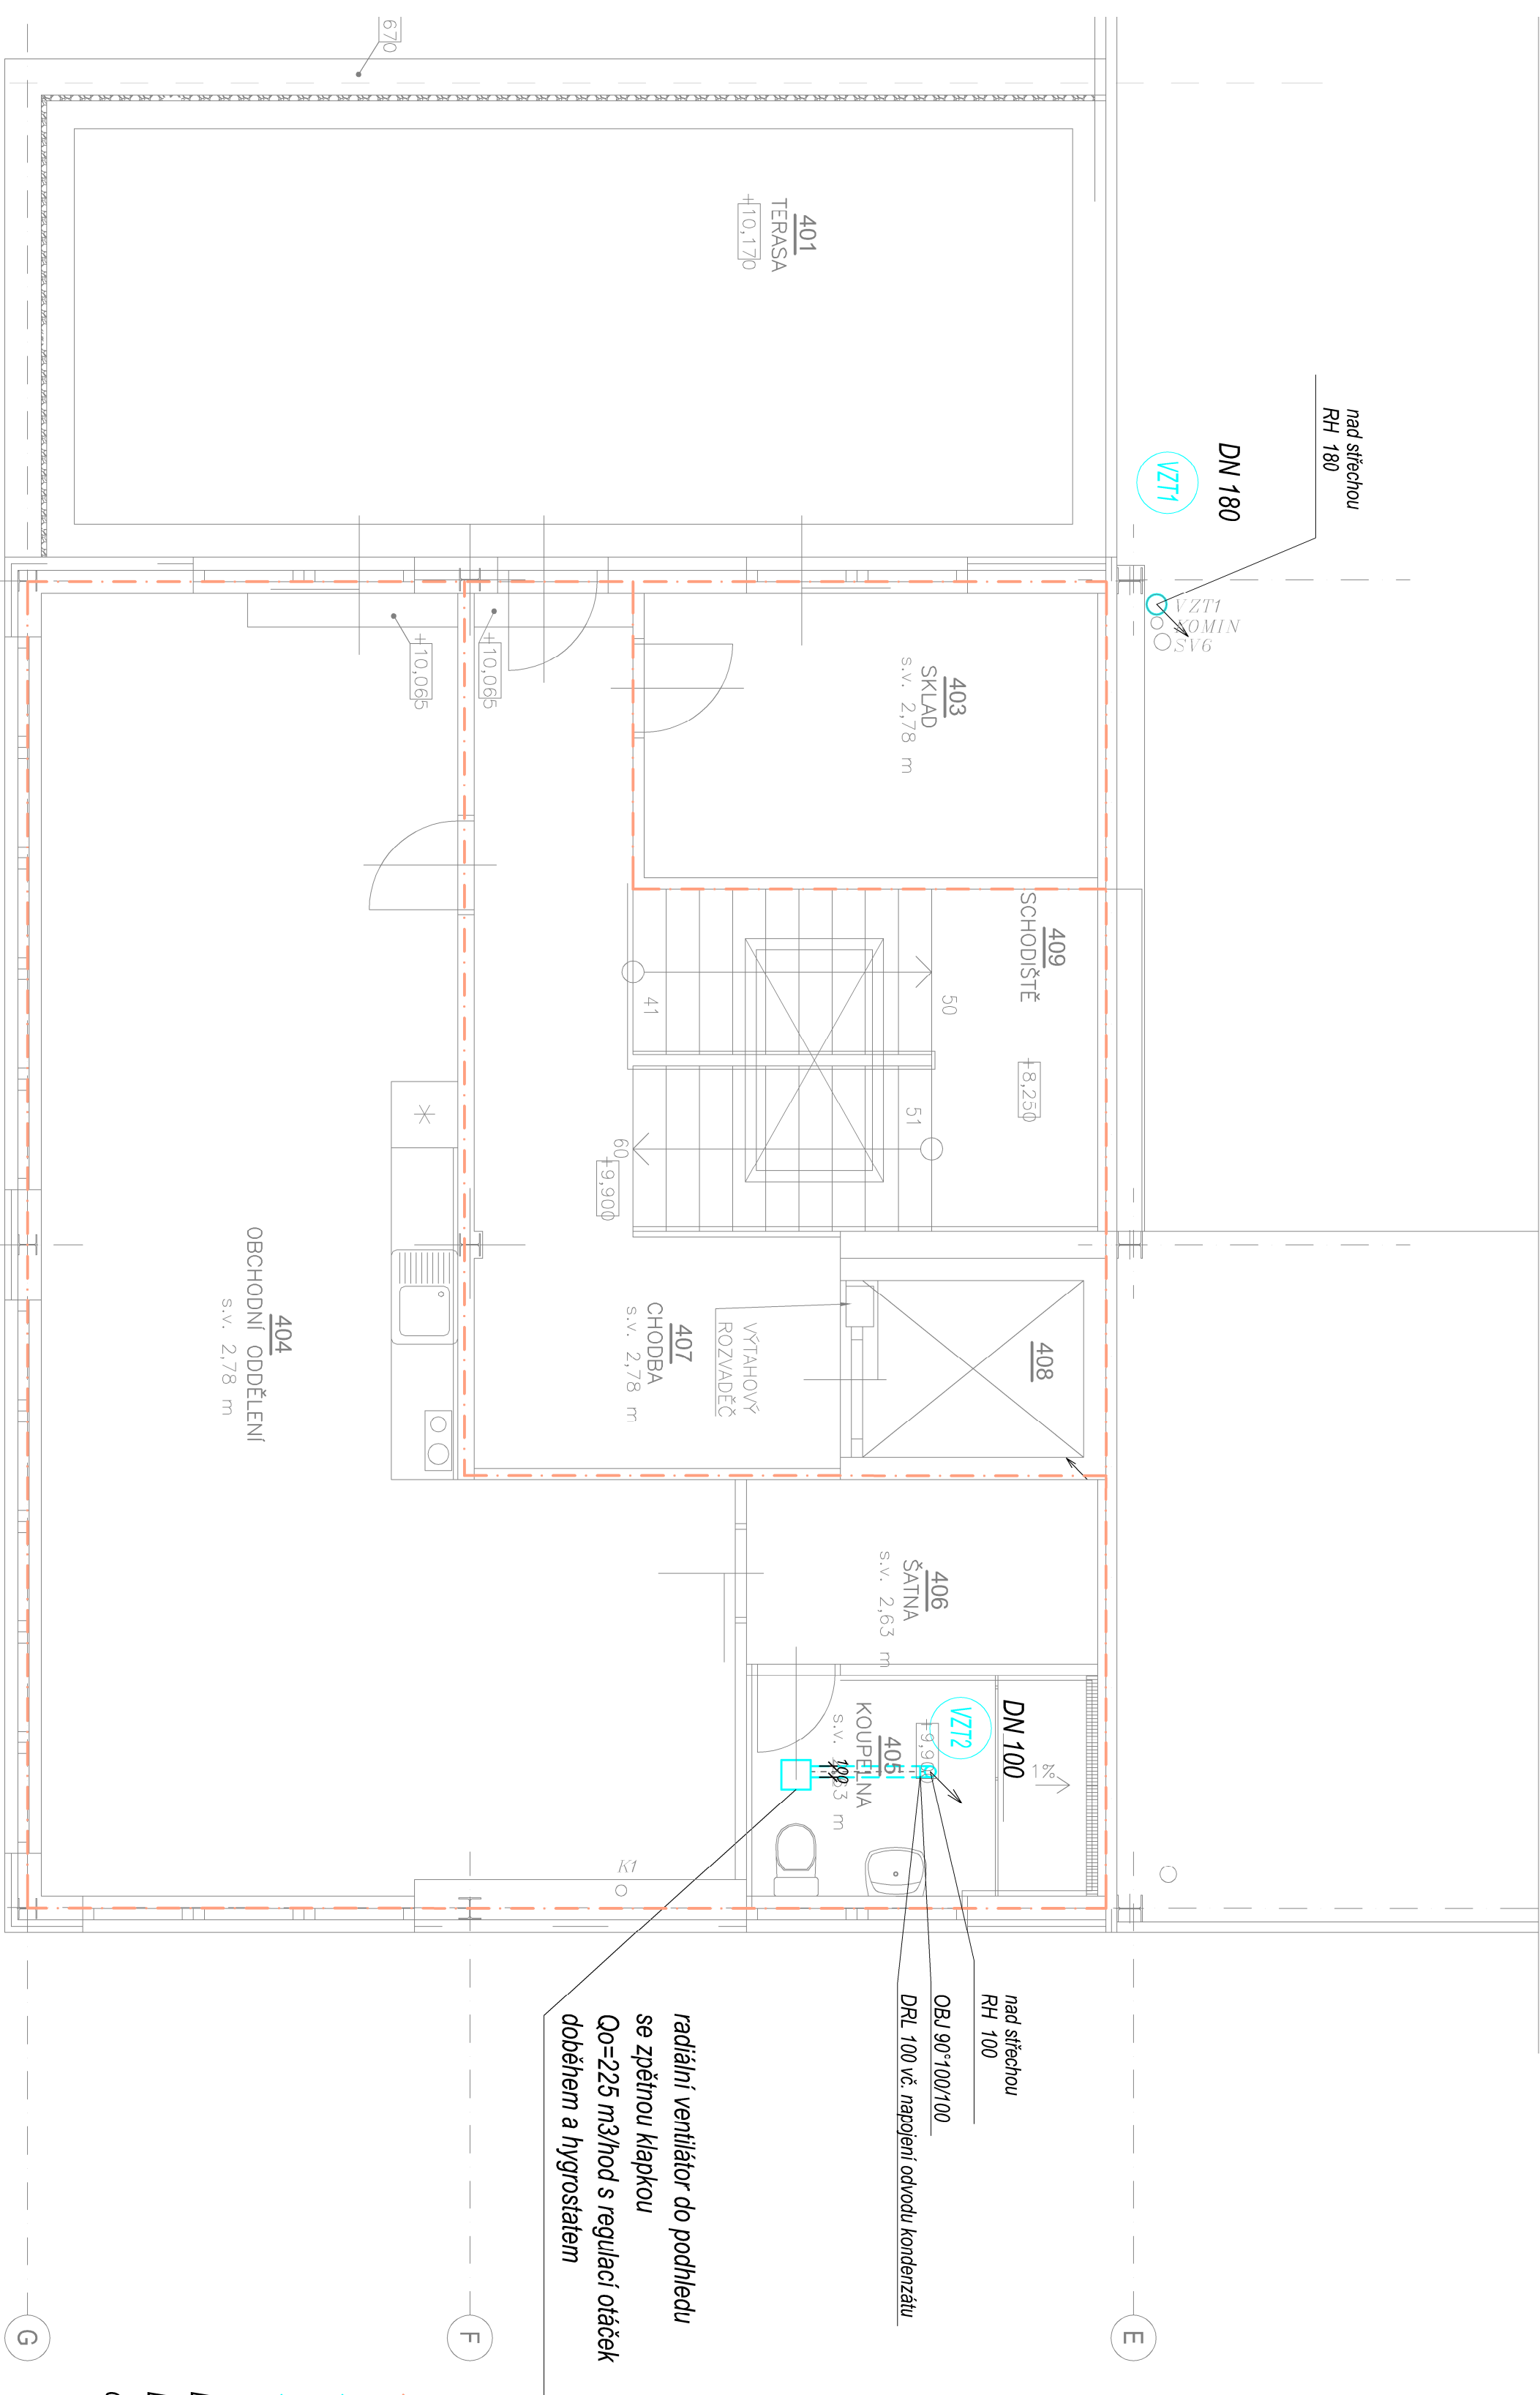 670
401
TERASA
+10,170
nad střechou
RH 180
DN 180
VZT1
VZT1
KOMIN
SV6
403
SKLAD
s.v. 2,78 m
+10,065
+10,065
409
SCHODIŠTĚ
+8,250
50
41
51
60
+9,900
404
OBCHODNÍ ODDĚLENÍ
s.v. 2,78 m
407
CHODBA
s.v. 2,78 m
VÝTAHOVÝ
ROZVADĚČ
408
406
ŠATNA
s.v. 2,63 m
DN 100
VZT2
1%
405
KOUPELNA
100
K1
nad střechou
RH 100
OBJ 90°100/100
DRL 100 vč. napojení odvodu kondenzátu
radiální ventilátor do podhledu
se zpětnou klapkou
Qo=225 m3/hod s regulací otáček
doběhem a hygrostatem
E
F
G